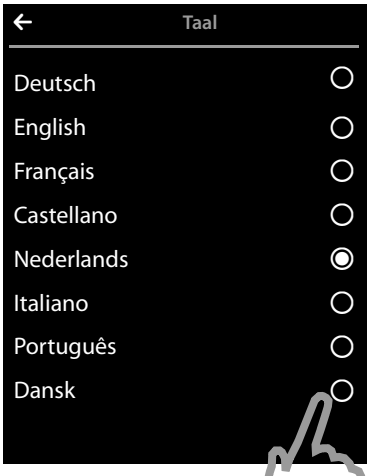 Taal
Deutsch
English
Français
Castellano
Nederlands
Italiano
Português
Dansk